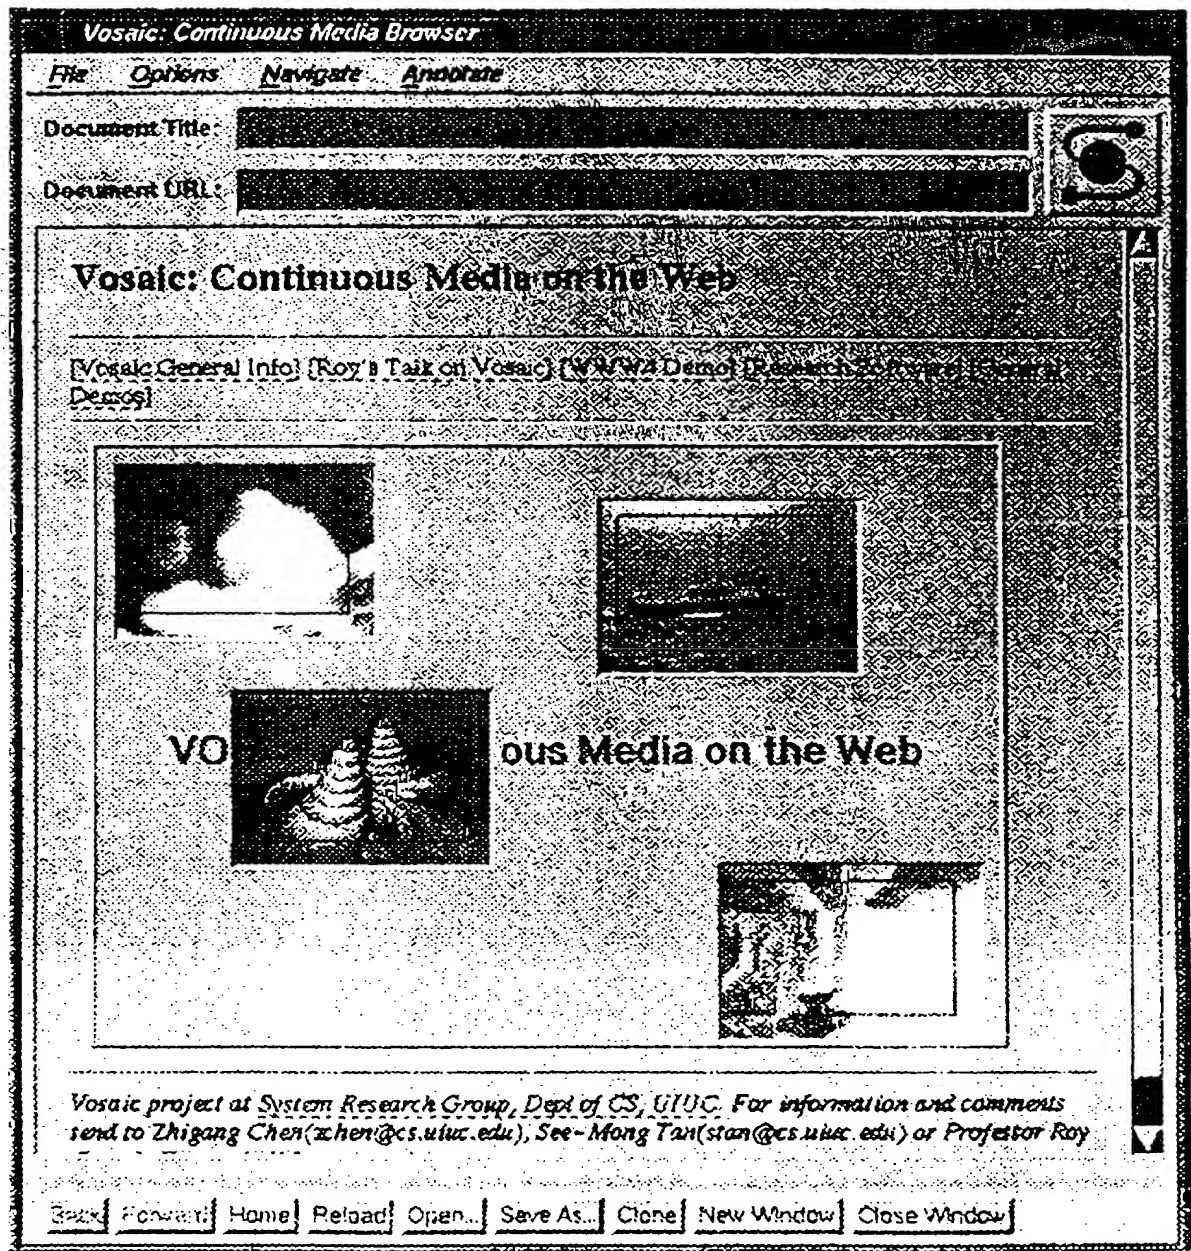 Vosaic: Continuous Media Browser
File Options Navigate Annotate
Document Title:
Document URL:
Vosaic: Continuous Media on the Web
[Vosaic General Info] [Roy's Talk on Vosaic] [WWW4 Demo] [Research Software] [General
Demos]
VO ous Media on the Web
Vosaic project at System Research Group, Dept of CS, UIUC. For information and comments
send to Zhigang Chen(zchen@cs.uiuc.edu), See-Mong Tan(stan@cs.uiuc.edu) or Professor Roy
Back Forward Home Reload Open... Save As... Clone New Window Close Window